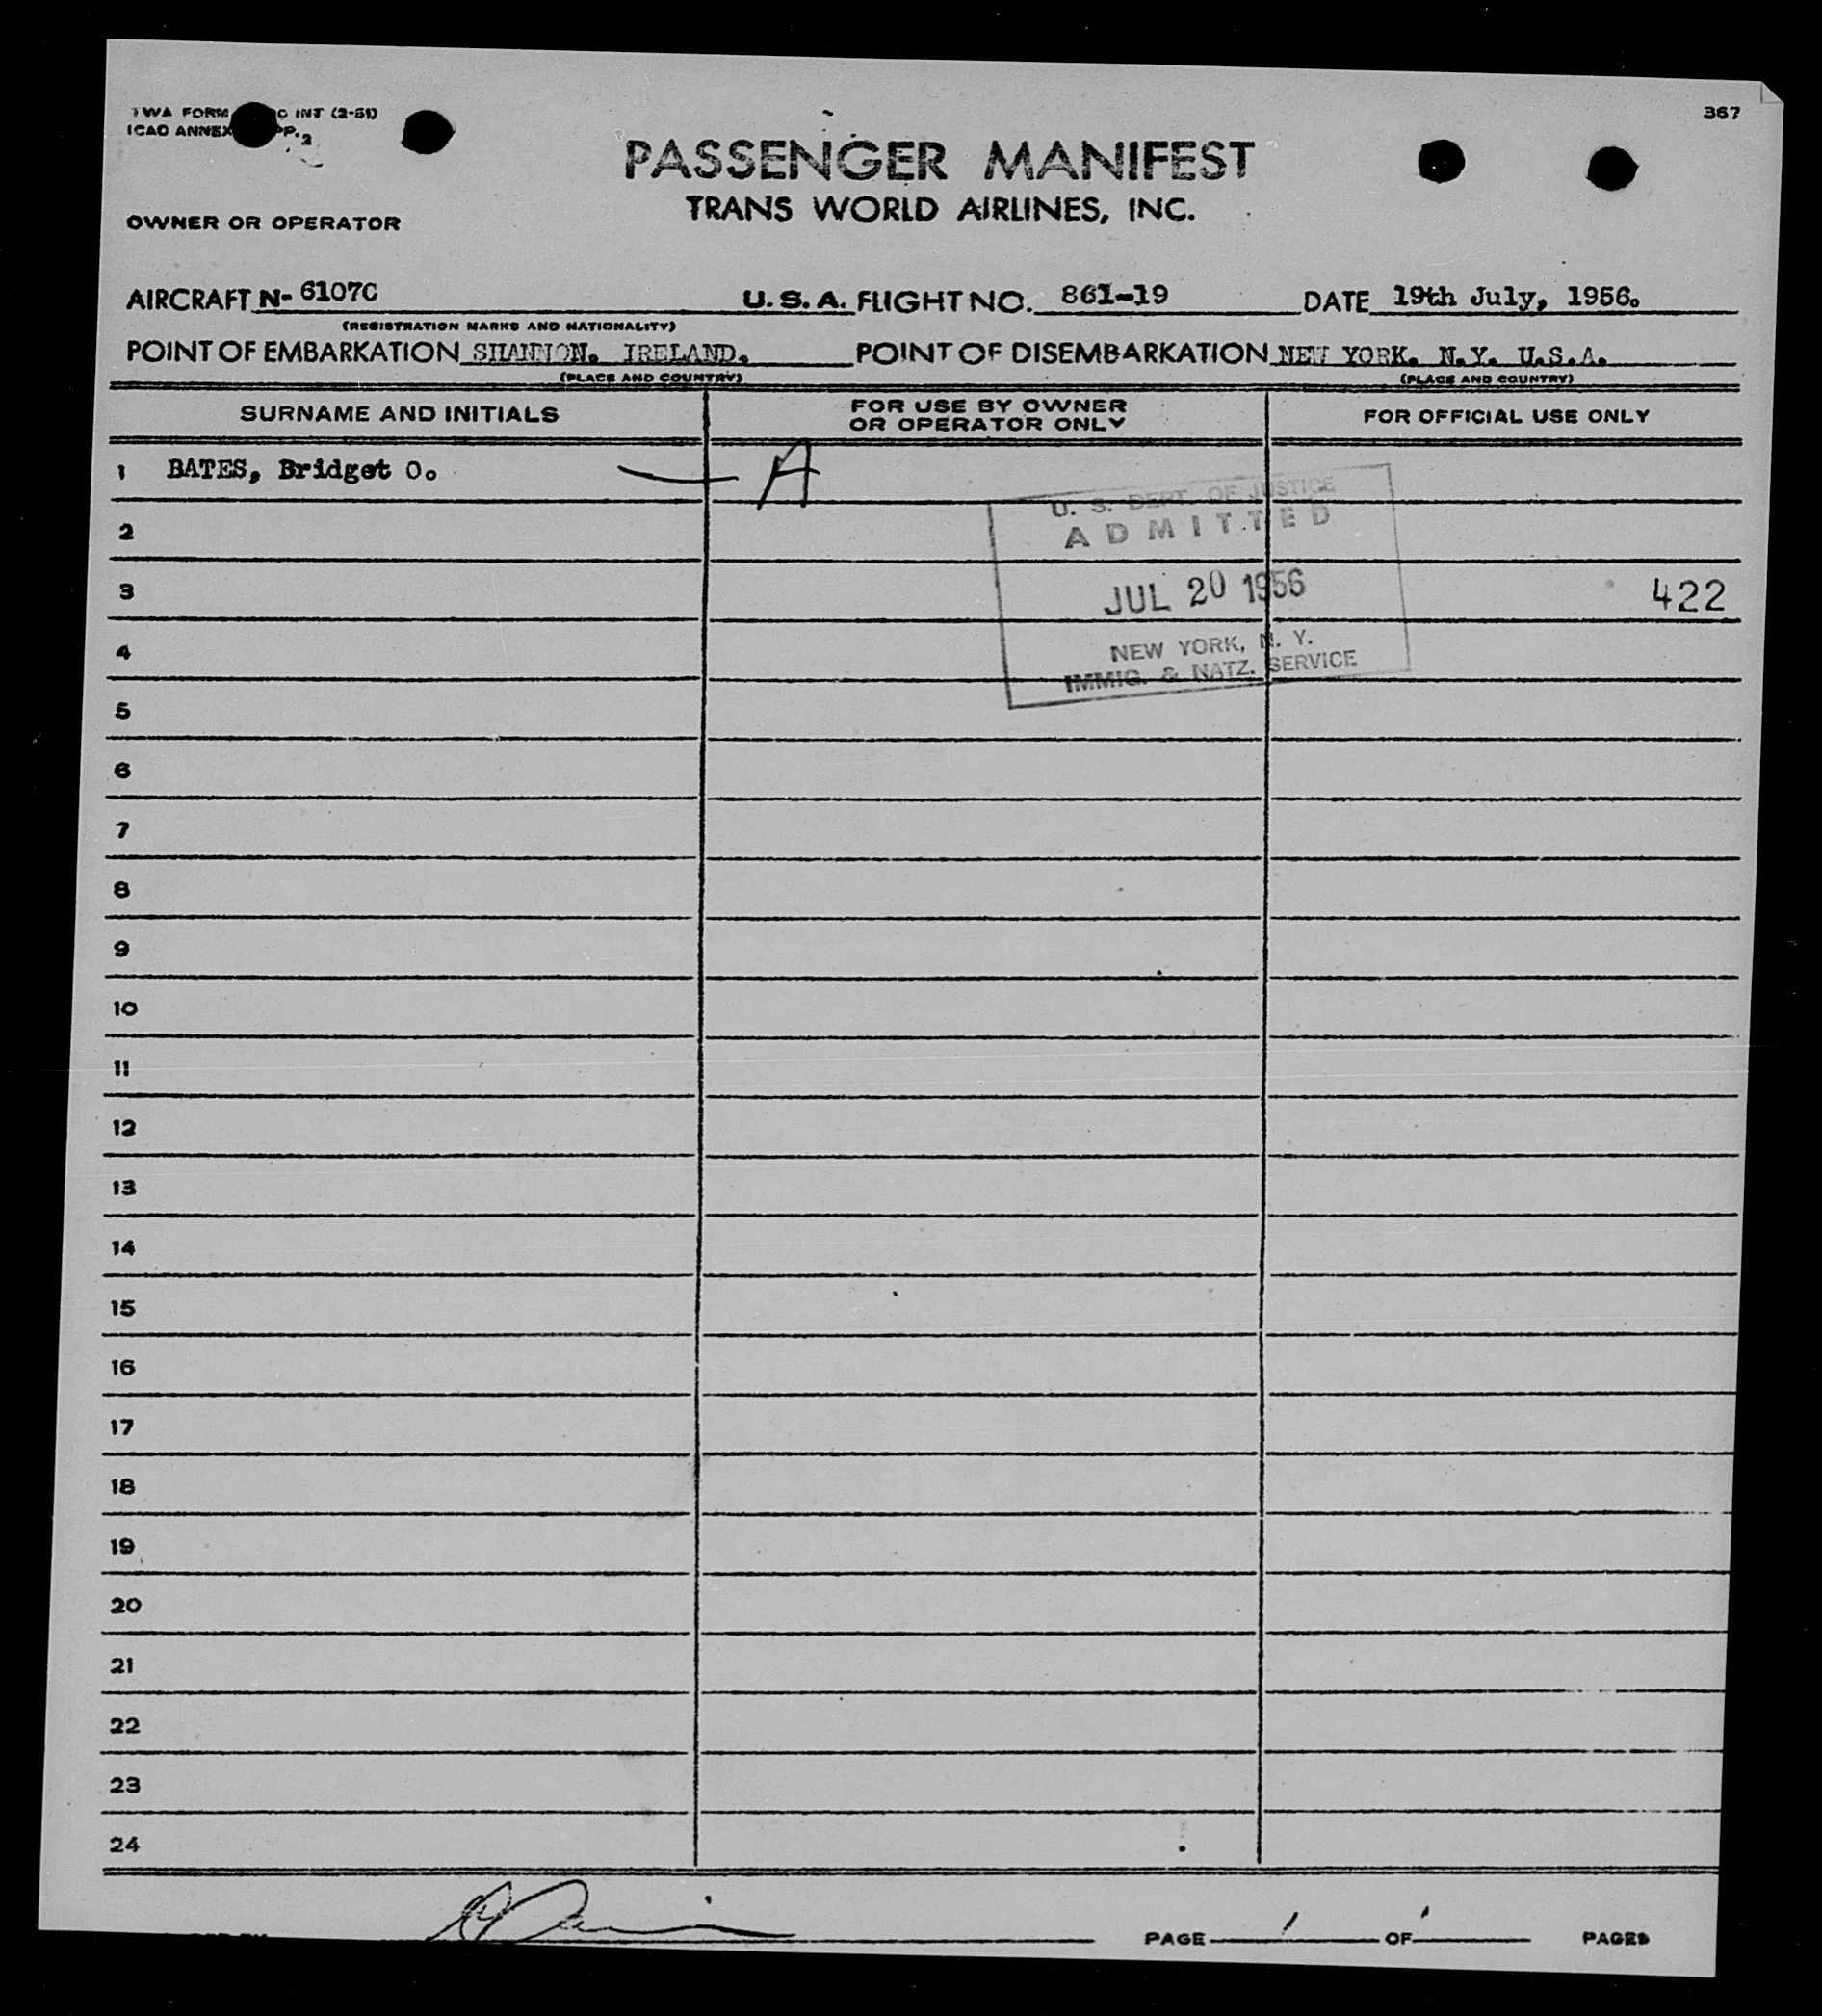 TWA FORM INT (2-51)
367
ICAO ANNEX
PASSENGER MANIFEST
TRANS WORLD AIRLINES, INC.
OWNER OR OPERATOR
AIRCRAFT N- 6107C U.S.A. FLIGHT NO. 861-19 DATE 19th July, 1956.
(REGISTRATION MARKS AND NATIONALITY)
POINT OF EMBARKATION SHANNON. IRELAND. POINT OF DISEMBARKATION NEW YORK. N.Y. U.S.A.
(PLACE AND COUNTRY) (PLACE AND COUNTRY)
SURNAME AND INITIALS
FOR USE BY OWNER
OR OPERATOR ONLY
FOR OFFICIAL USE ONLY
1 BATES, Bridget O. A
U. S. DEPT. OF JUSTICE
2
ADMITTED
3
JUL 20 1956
422
4
NEW YORK, N. Y.
IMMIG. & NATZ. SERVICE
5
6
7
8
9
10
11
12
13
14
15
16
17
18
19
20
21
22
23
24
PAGE 1 OF 1 PAGES